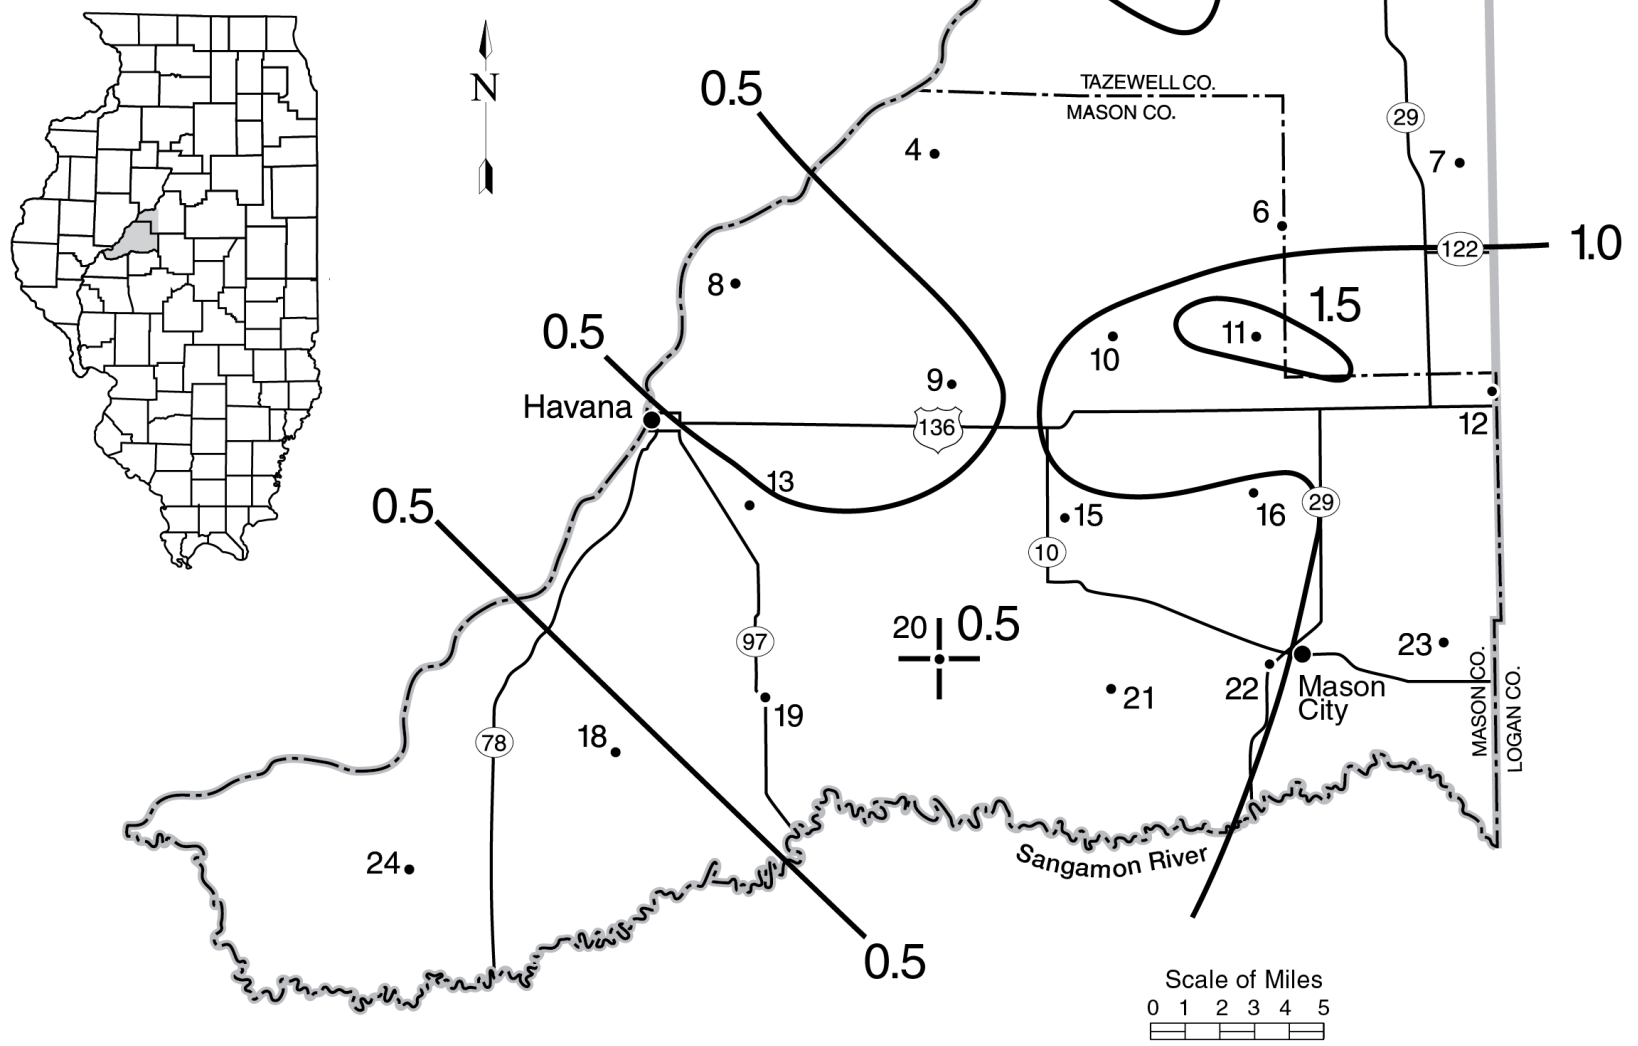 0.5
N
TAZEWELL CO.
MASON CO.
29
4
7
6
122
1.0
8
1.5
0.5
11
10
9
Havana
136
12
13
0.5
15
16
29
10
20
0.5
97
23
22
21
Mason
City
MASON CO.
LOGAN CO.
19
18
78
24
Sangamon River
0.5
Scale of Miles
0 1 2 3 4 5